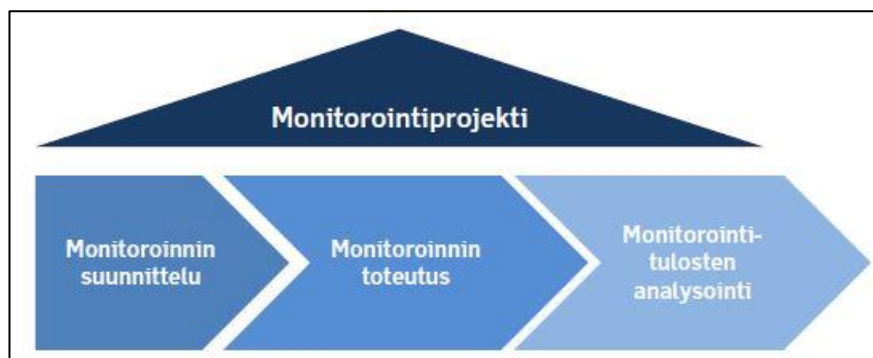 Monitorointiprojekti
Monitoroinnin
suunnittelu
Monitoroinnin
toteutus
Monitorointi-
tulosten
analysointi